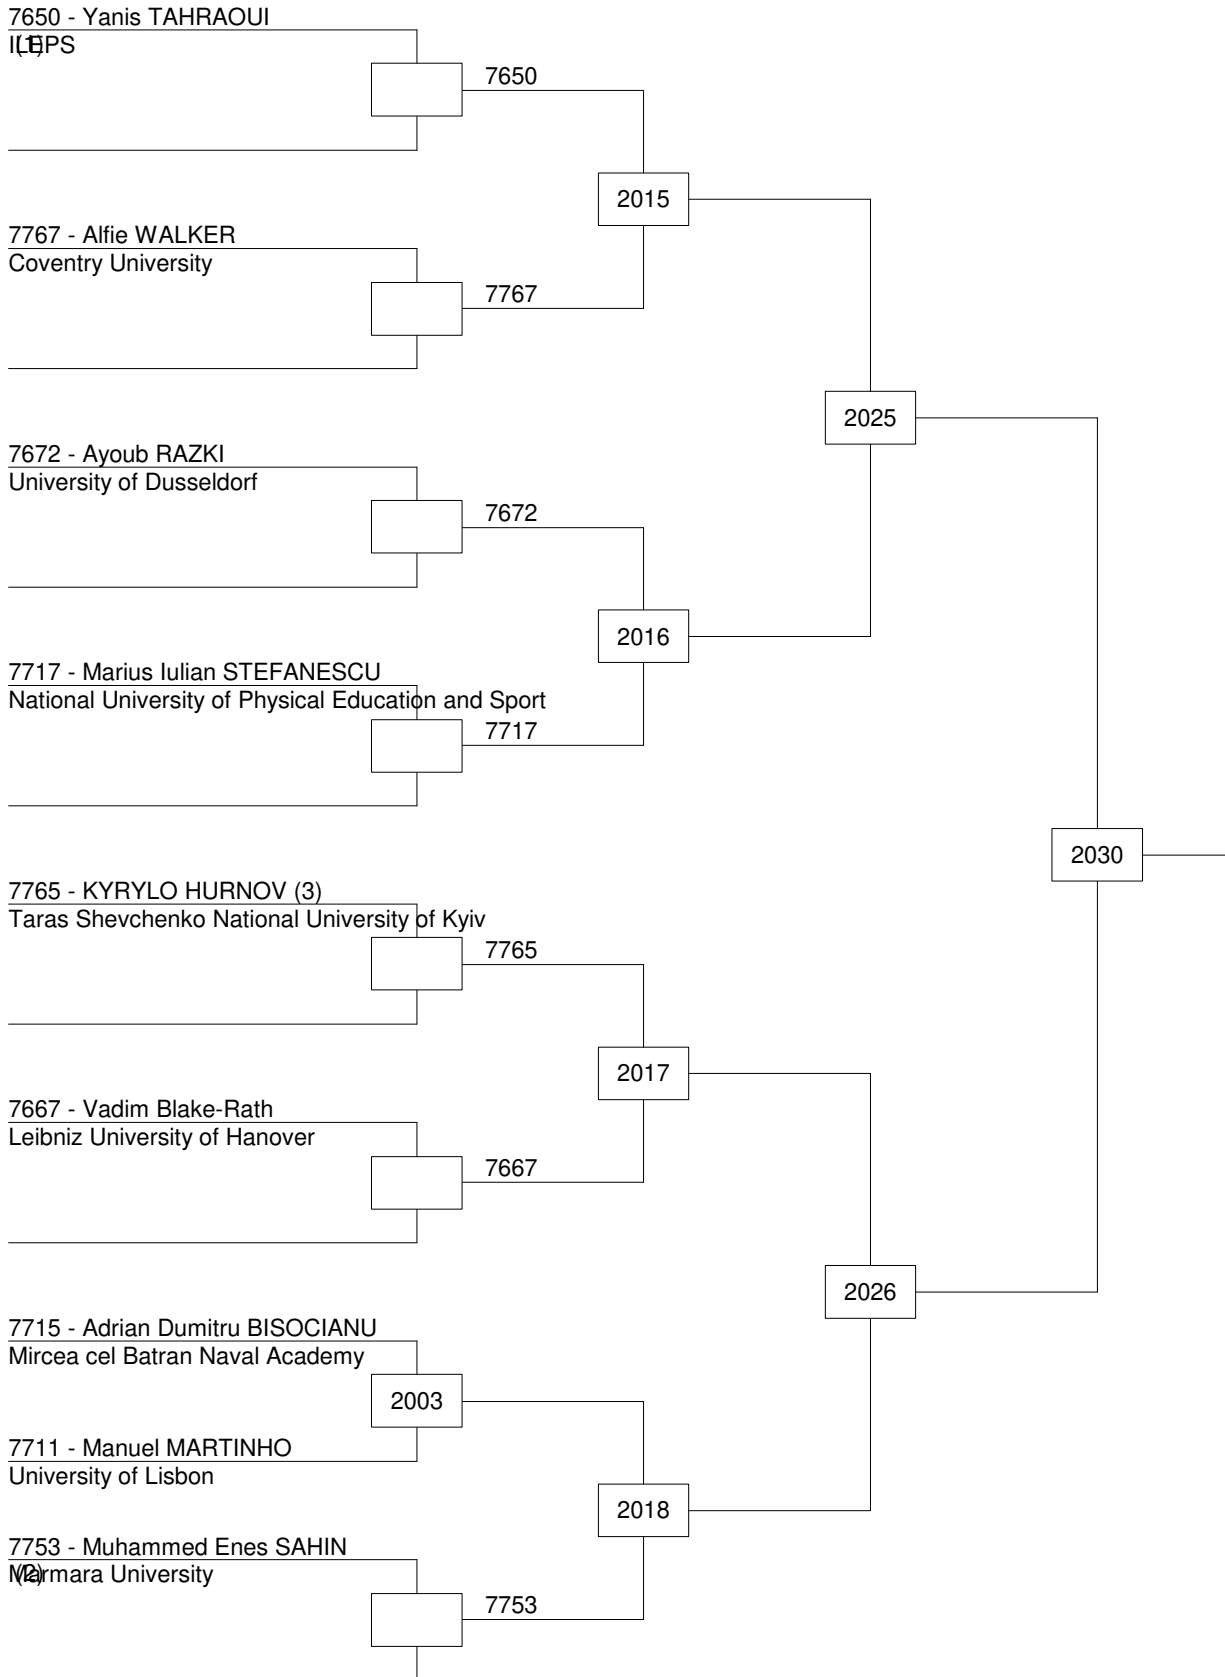 7650 - Yanis TAHRAOUI
(1)
ILEPS
7650
2015
7767 - Alfie WALKER
Coventry University
7767
2025
7672 - Ayoub RAZKI
University of Dusseldorf
7672
2016
7717 - Marius Iulian STEFANESCU
National University of Physical Education and Sport
7717
2030
7765 - KYRYLO HURNOV (3)
Taras Shevchenko National University of Kyiv
7765
2017
7667 - Vadim Blake-Rath
Leibniz University of Hanover
7667
2026
7715 - Adrian Dumitru BISOCIANU
Mircea cel Batran Naval Academy
2003
7711 - Manuel MARTINHO
University of Lisbon
2018
7753 - Muhammed Enes SAHIN
(2)
Marmara University
7753